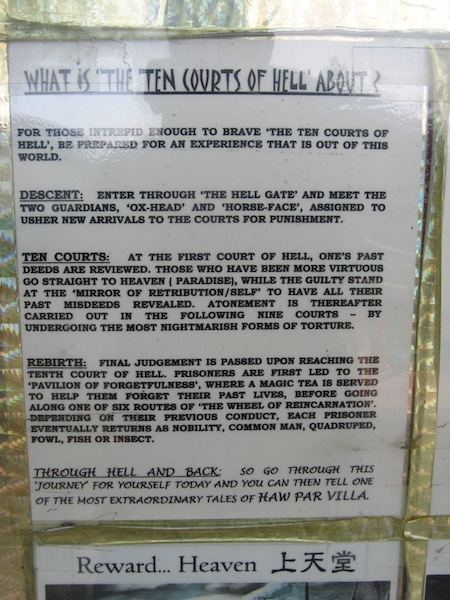 WHAT IS 'THE 'TEN COURTS OF HELL' ABOUT ?
FOR THOSE INTREPID ENOUGH TO BRAVE 'THE TEN COURTS OF
HELL', BE PREPARED FOR AN EXPERIENCE THAT IS OUT OF THIS
WORLD.
DESCENT: ENTER THROUGH 'THE HELL GATE' AND MEET THE
TWO GUARDIANS, 'OX-HEAD' AND 'HORSE-FACE', ASSIGNED TO
USHER NEW ARRIVALS TO THE COURTS FOR PUNISHMENT.
TEN COURTS: AT THE FIRST COURT OF HELL, ONE'S PAST
DEEDS ARE REVIEWED. THOSE WHO HAVE BEEN MORE VIRTUOUS
GO STRAIGHT TO HEAVEN ( PARADISE), WHILE THE GUILTY STAND
AT THE 'MIRROR OF RETRIBUTION/SELF' TO HAVE ALL THEIR
PAST MISDEEDS REVEALED. ATONEMENT IS THEREAFTER
CARRIED OUT IN THE FOLLOWING NINE COURTS – BY
UNDERGOING THE MOST NIGHTMARISH FORMS OF TORTURE.
REBIRTH: FINAL JUDGEMENT IS PASSED UPON REACHING THE
TENTH COURT OF HELL. PRISONERS ARE FIRST LED TO THE
'PAVILION OF FORGETFULNESS', WHERE A MAGIC TEA IS SERVED
TO HELP THEM FORGET THEIR PAST LIVES, BEFORE GOING
ALONG ONE OF SIX ROUTES OF 'THE WHEEL OF REINCARNATION'.
DEPENDING ON THEIR PREVIOUS CONDUCT, EACH PRISONER
EVENTUALLY RETURNS AS NOBILITY, COMMON MAN, QUADRUPED,
FOWL, FISH OR INSECT.
THROUGH HELL AND BACK: SO GO THROUGH THIS
'JOURNEY' FOR YOURSELF TODAY AND YOU CAN THEN TELL ONE
OF THE MOST EXTRAORDINARY TALES OF HAW PAR VILLA.
Reward... Heaven 上天堂